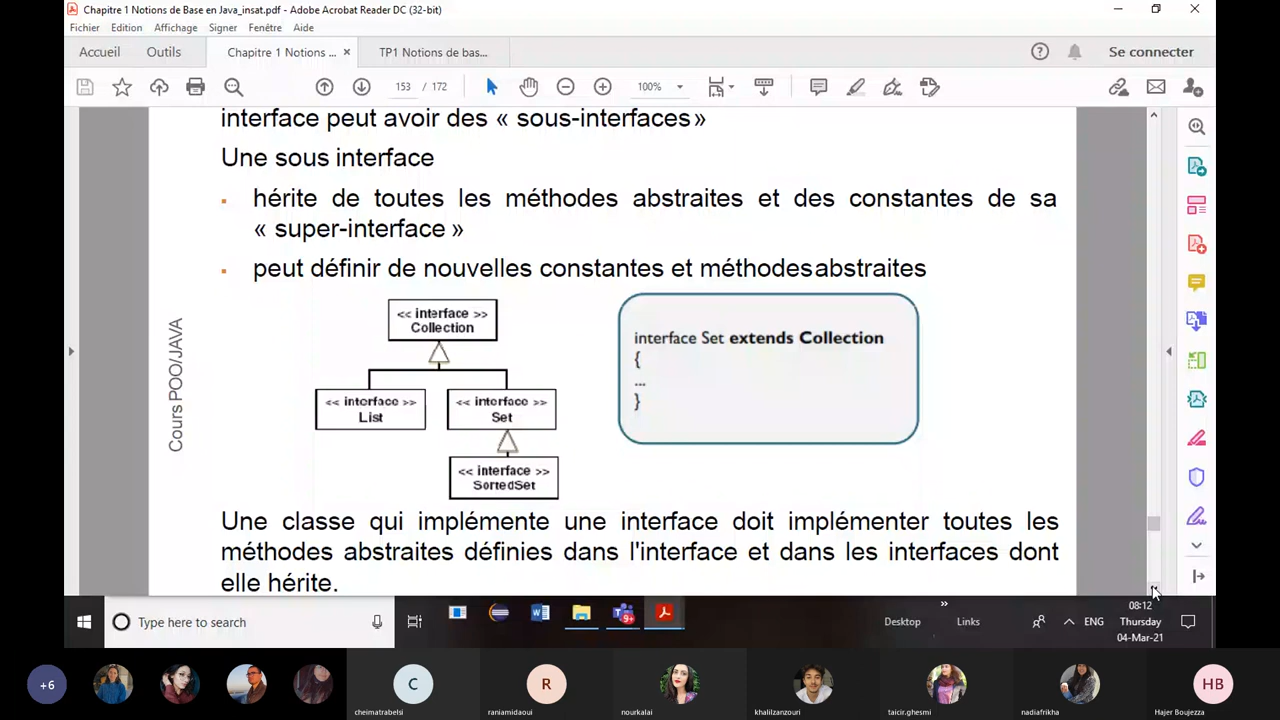 Chapitre 1 Notions de Base en Java_insat.pdf - Adobe Acrobat Reader DC (32-bit)
Fichier Edition Affichage Signer Fenêtre Aide
Accueil Outils Chapitre 1 Notions ... × TP1 Notions de bas... Se connecter
153 / 172 100%
interface peut avoir des « sous-interfaces »
Une sous interface
▪ hérite de toutes les méthodes abstraites et des constantes de sa
« super-interface »
▪ peut définir de nouvelles constantes et méthodes abstraites
<< interface >>
Collection
<< interface >>
List
<< interface >>
Set
<< interface >>
SortedSet
interface Set extends Collection
{
...
}
Cours POO/JAVA
Une classe qui implémente une interface doit implémenter toutes les
méthodes abstraites définies dans l'interface et dans les interfaces dont
elle hérite.
Type here to search
9+
Desktop
»
Links
ENG
08:12
Thursday
04-Mar-21
+6
C
cheimatrabelsi
R
raniamidaoui
nourkalai
khalilzanzouri
taicir.ghesmi
nadiafrikha
HB
Hajer Boujezza